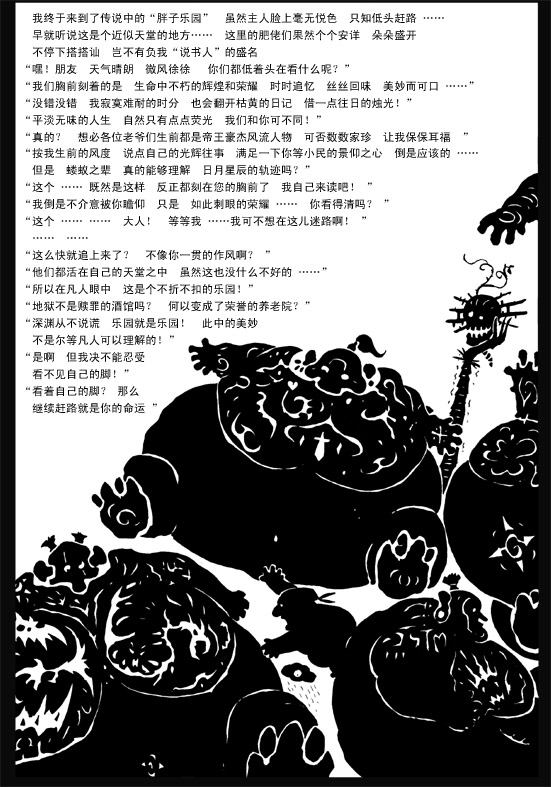 我终于来到了传说中的“胖子乐园”　虽然主人脸上毫无悦色　只知低头赶路 ……
早就听说这是个近似天堂的地方……　这里的肥佬们果然个个安详　朵朵盛开
不停下搭搭讪　岂不有负我“说书人”的盛名
“嘿！朋友　天气晴朗　微风徐徐　 你们都低着头在看什么呢？”
“我们胸前刻着的是　生命中不朽的辉煌和荣耀　时时追忆　丝丝回味　美妙而可口 ……”
“没错没错　我寂寞难耐的时分　也会翻开枯黄的日记　借一点往日的烛光！”
“平淡无味的人生　自然只有点点荧光　我们和你可不同！”
“真的？　想必各位老爷们生前都是帝王豪杰风流人物　可否数数家珍　让我保保耳福　”
“按我生前的风度　说点自己的光辉往事　满足一下你等小民的景仰之心　倒是应该的 ……
但是　蝼蚁之辈　真的能够理解　日月星辰的轨迹吗？”
“这个 …… 既然是这样　反正都刻在您的胸前了　我自己来读吧！ ”
“我倒是不介意被你瞻仰　只是　如此刺眼的荣耀 ……　你看得清吗？ ”
“这个 …… ……　大人！　等等我 ……我可不想在这儿迷路啊！ ”
……　……
“这么快就追上来了？　不像你一贯的作风啊？ ”
“他们都活在自己的天堂之中　虽然这也没什么不好的 ……”
“所以在凡人眼中　这是个不折不扣的乐园！”
“地狱不是赎罪的酒馆吗？　何以变成了荣誉的养老院？”
“深渊从不说谎　乐园就是乐园！　此中的美妙
不是尔等凡人可以理解的！”
“是啊　但我决不能忍受
看不见自己的脚！”
“看着自己的脚？ 那么
继续赶路就是你的命运 ”